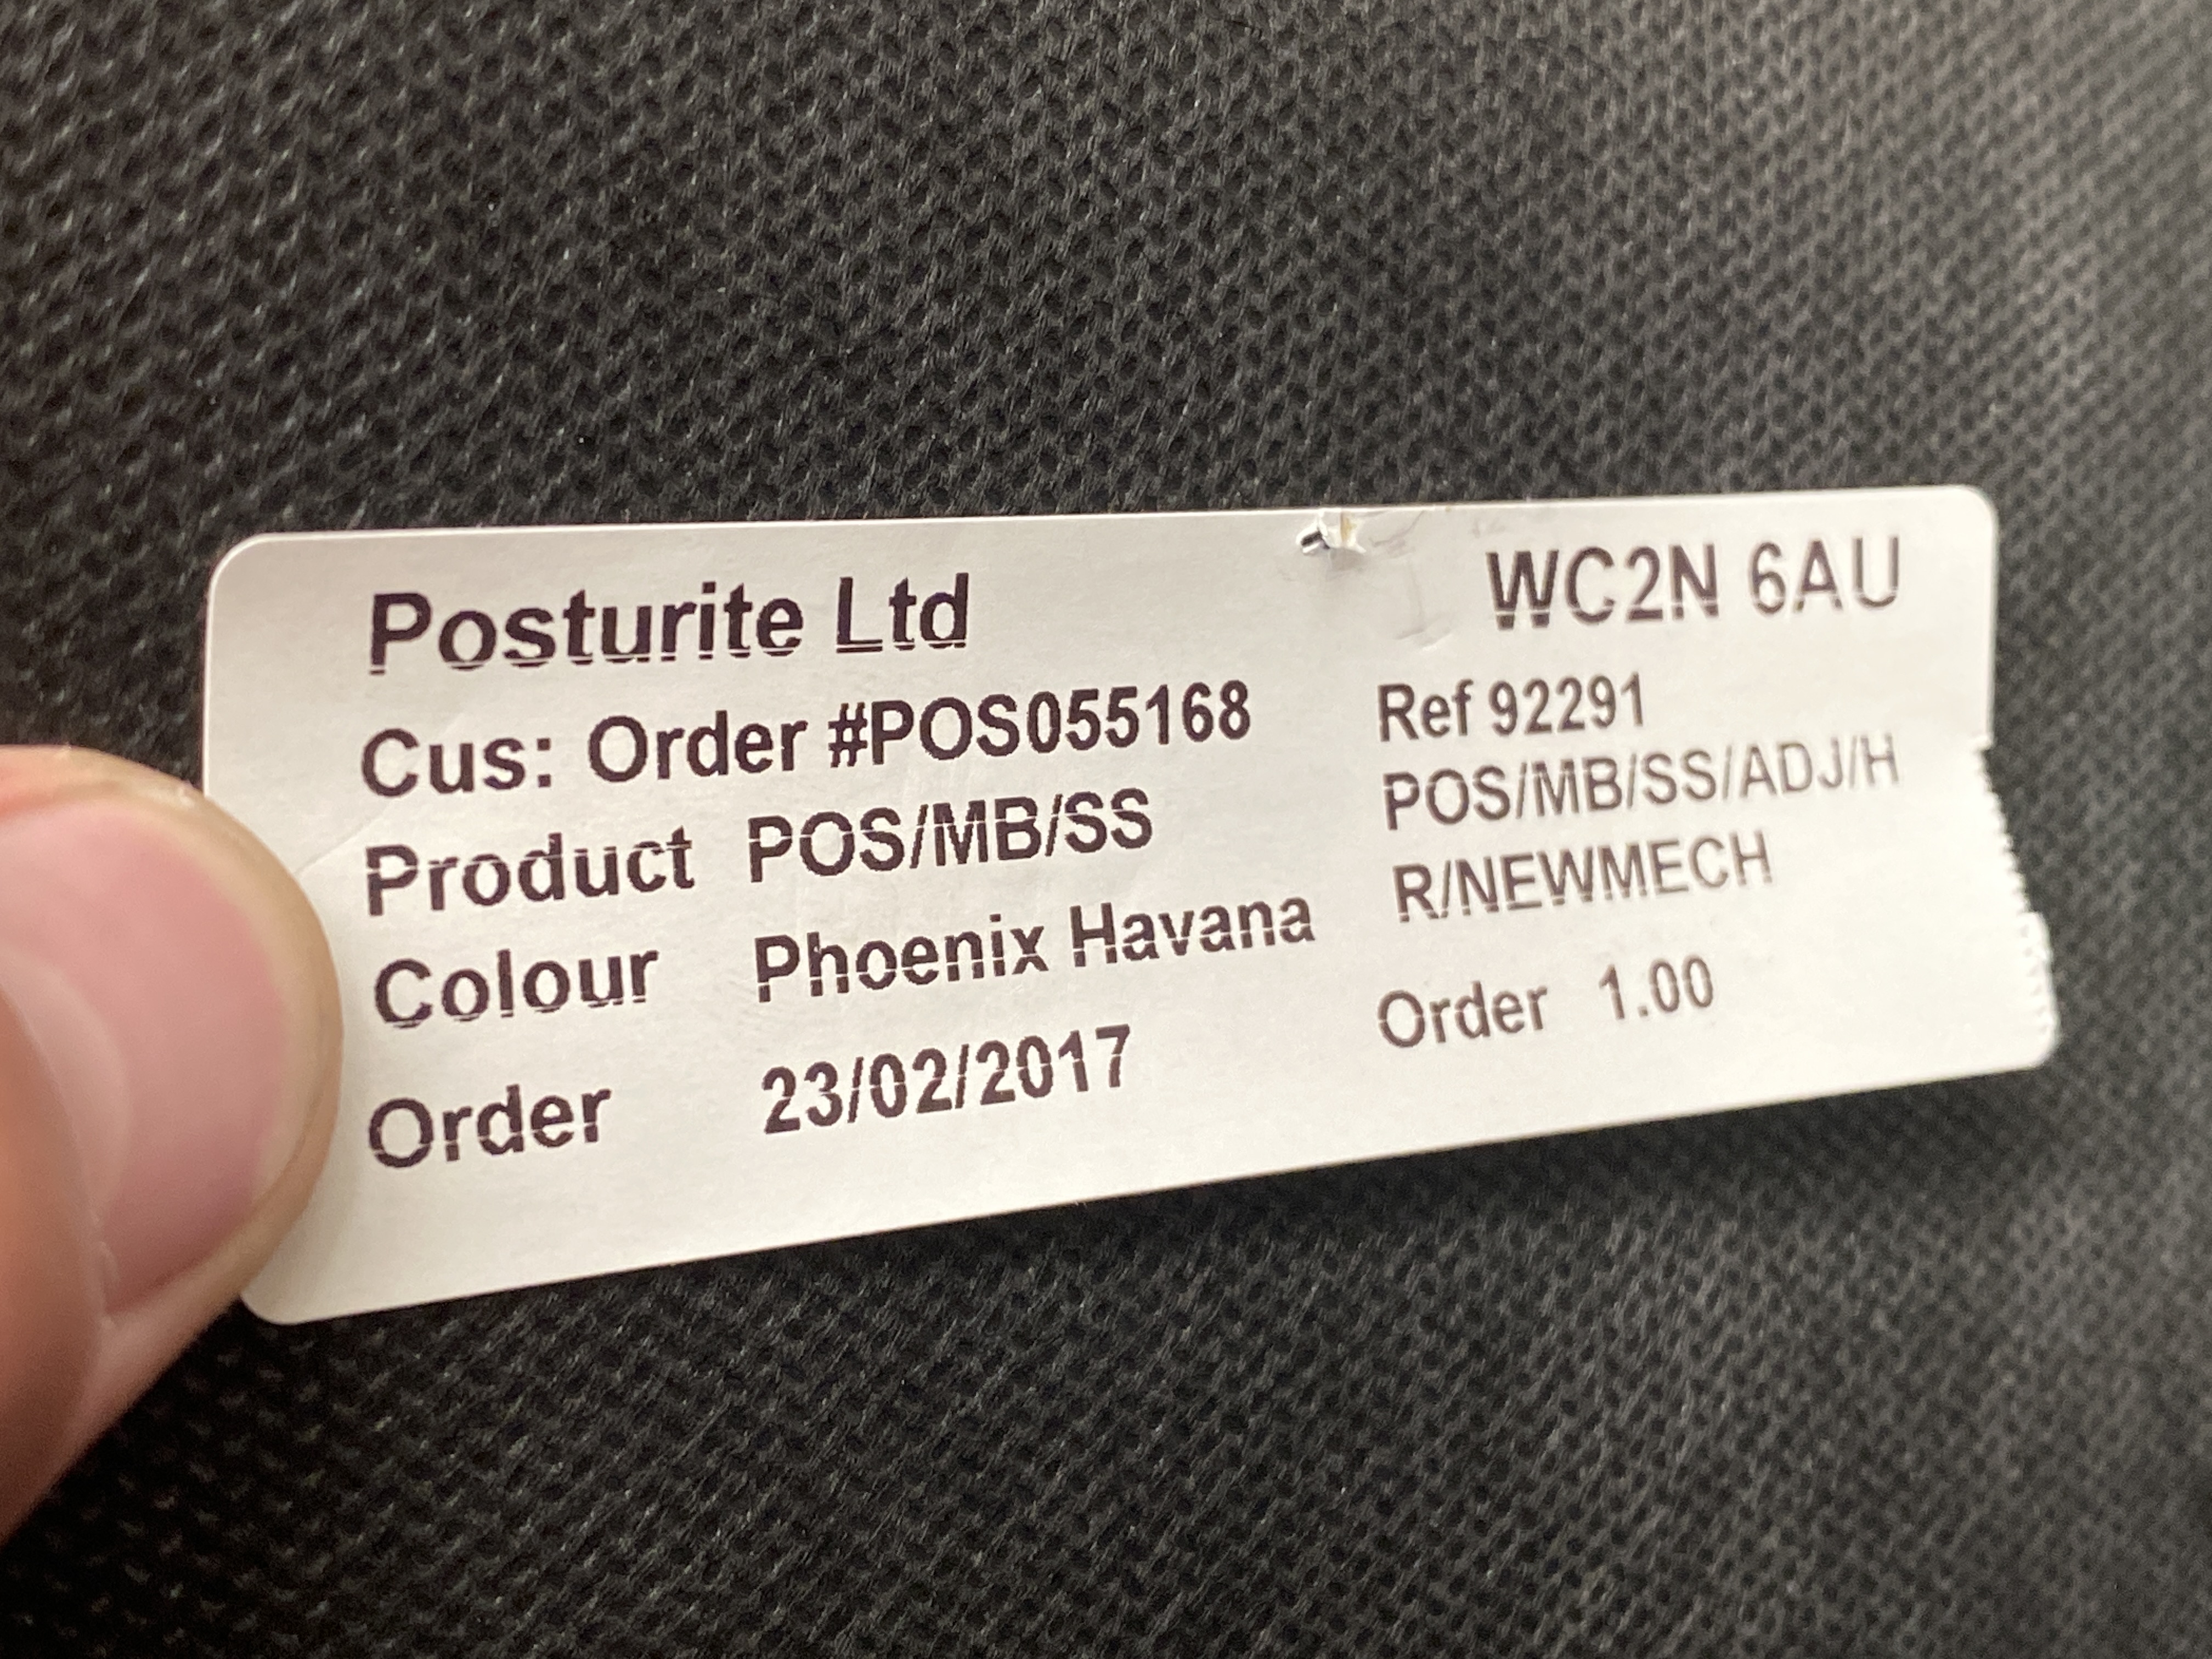 Posturite Ltd WC2N 6AU
Cus: Order #POS055168 Ref 92291
Product POS/MB/SS POS/MB/SS/ADJ/H
R/NEWMECH
Colour Phoenix Havana
Order 23/02/2017 Order 1.00